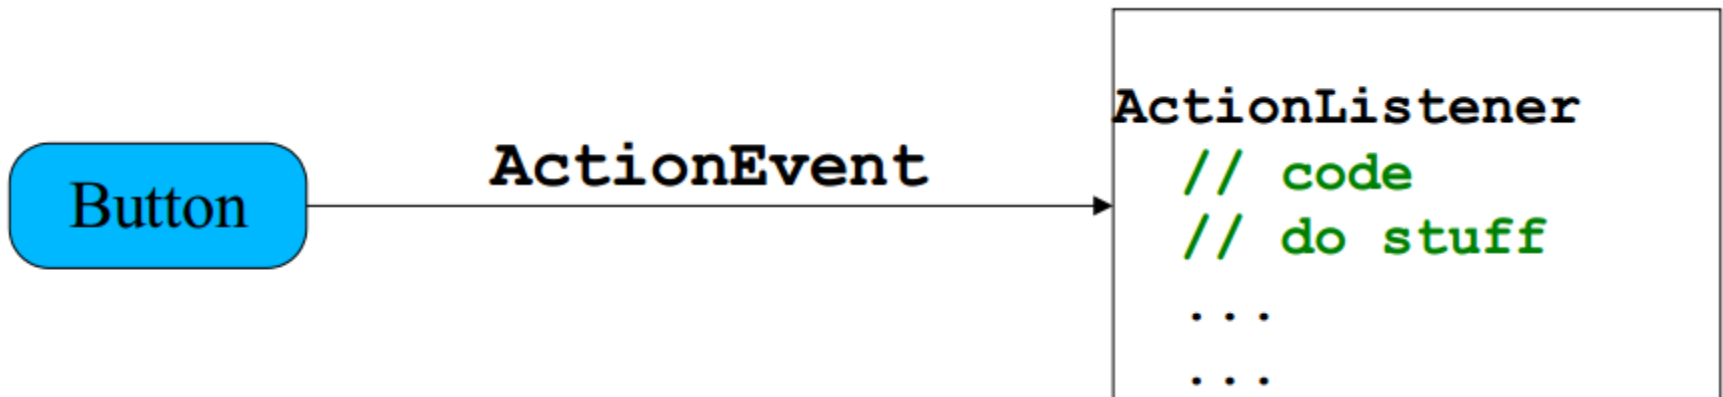 Button
ActionEvent
ActionListener
// code
// do stuff
...
...